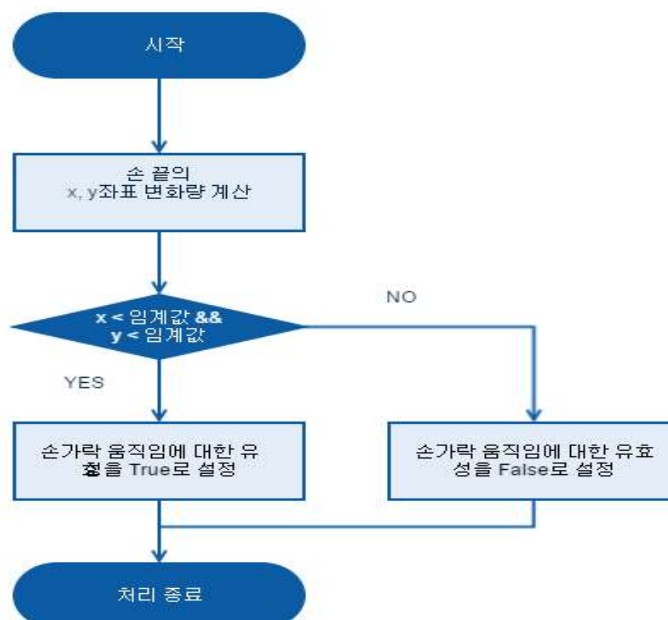 시작
손 끝의
x, y좌표 변화량 계산
x < 임계값 &&
y < 임계값
NO
YES
손가락 움직임에 대한 유
을 True로 설정
손가락 움직임에 대한 유효
성을 False로 설정
처리 종료